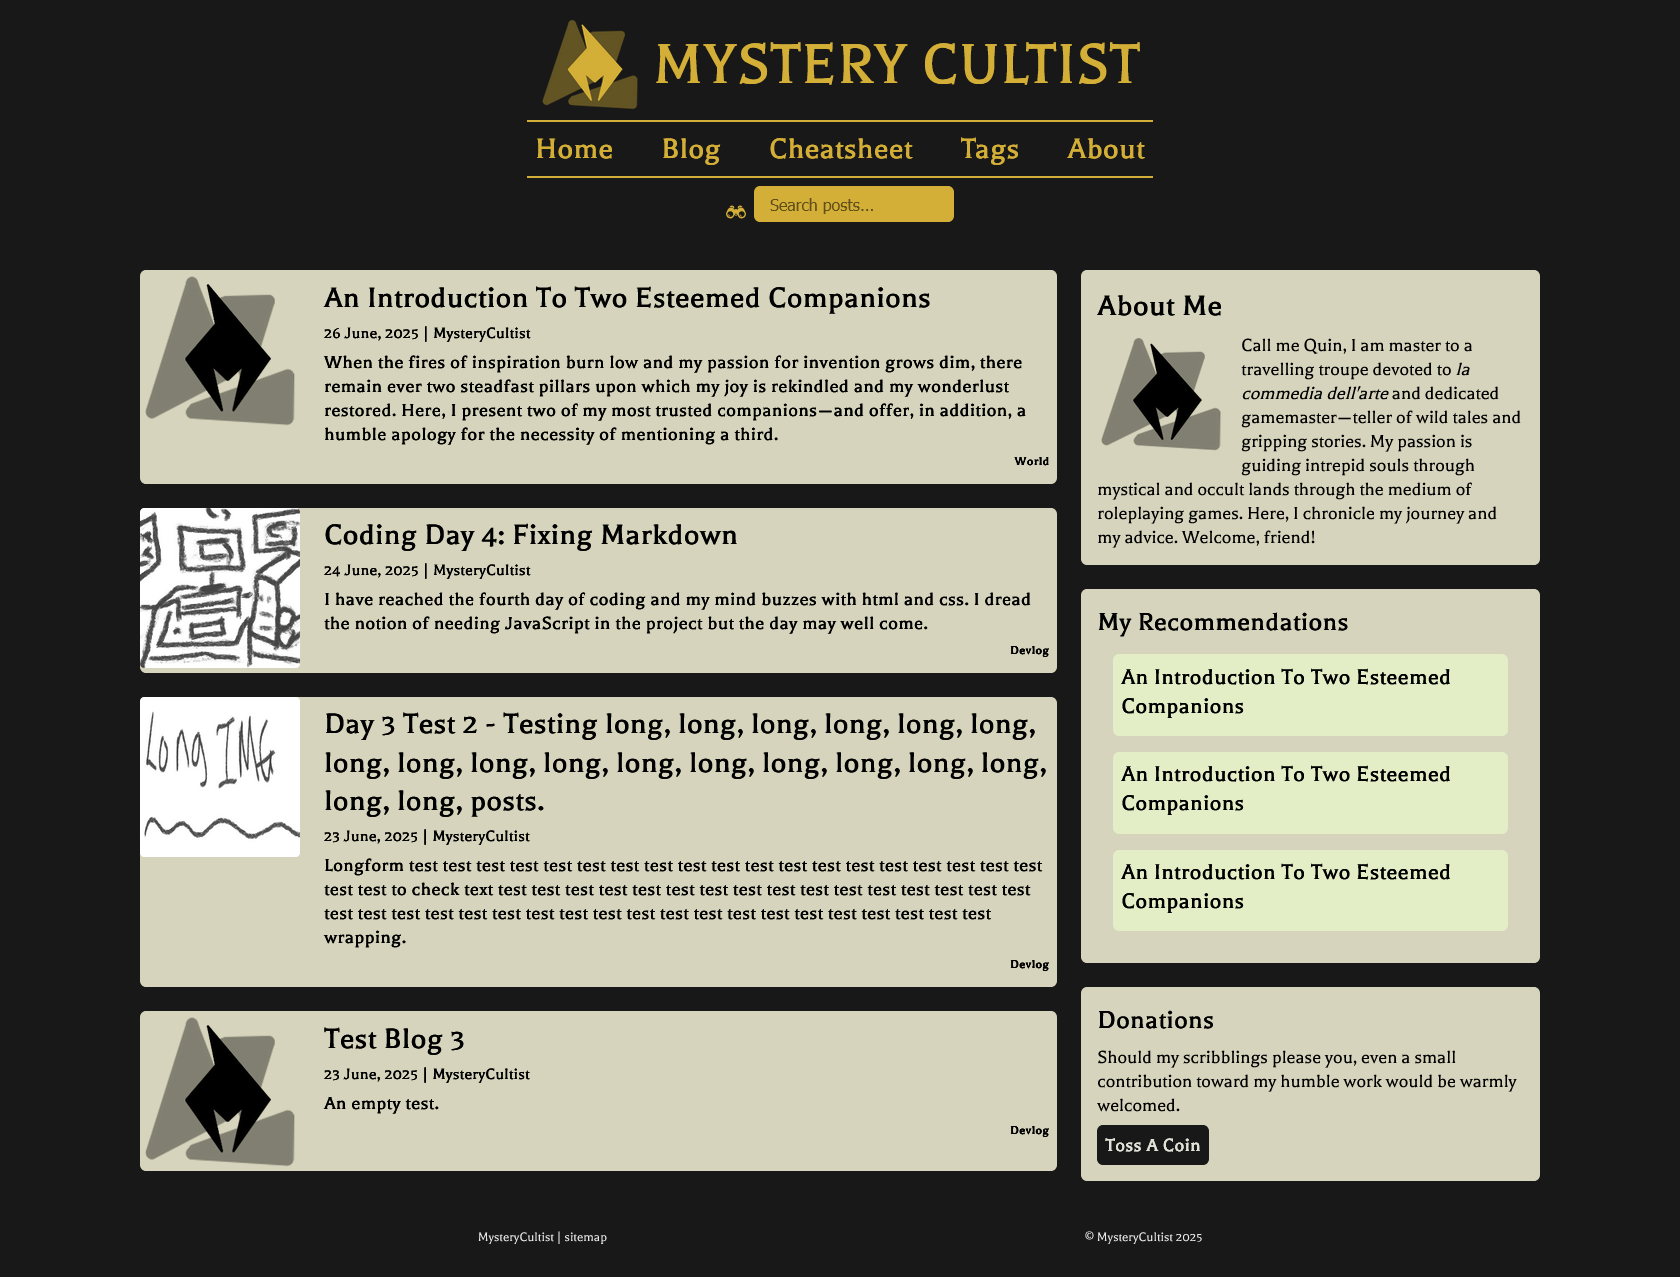 MYSTERY CULTIST
Home Blog Cheatsheet Tags About
Search posts...
An Introduction To Two Esteemed Companions
26 June, 2025 | MysteryCultist
When the fires of inspiration burn low and my passion for invention grows dim, there
remain ever two steadfast pillars upon which my joy is rekindled and my wonderlust
restored. Here, I present two of my most trusted companions—and offer, in addition, a
humble apology for the necessity of mentioning a third.
World
Coding Day 4: Fixing Markdown
24 June, 2025 | MysteryCultist
I have reached the fourth day of coding and my mind buzzes with html and css. I dread
the notion of needing JavaScript in the project but the day may well come.
Devlog
Long IMG
Day 3 Test 2 - Testing long, long, long, long, long, long,
long, long, long, long, long, long, long, long, long, long,
long, long, posts.
23 June, 2025 | MysteryCultist
Longform test test test test test test test test test test test test test test test test test test test
test test to check text test test test test test test test test test test test test test test test test
test test test test test test test test test test test test test test test test test test test test
wrapping.
Devlog
Test Blog 3
23 June, 2025 | MysteryCultist
An empty test.
Devlog
About Me
Call me Quin, I am master to a
travelling troupe devoted to la
commedia dell'arte and dedicated
gamemaster—teller of wild tales and
gripping stories. My passion is
guiding intrepid souls through
mystical and occult lands through the medium of
roleplaying games. Here, I chronicle my journey and
my advice. Welcome, friend!
My Recommendations
An Introduction To Two Esteemed
Companions
An Introduction To Two Esteemed
Companions
An Introduction To Two Esteemed
Companions
Donations
Should my scribblings please you, even a small
contribution toward my humble work would be warmly
welcomed.
Toss A Coin
MysteryCultist | sitemap
© MysteryCultist 2025